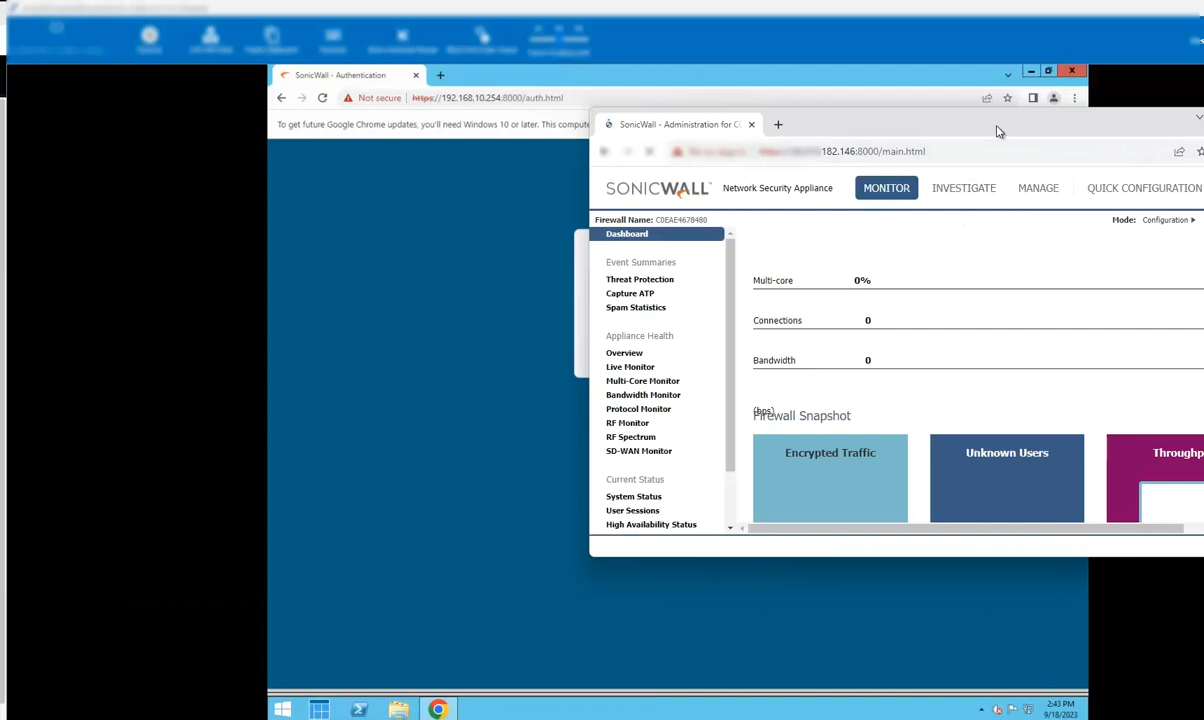 SonicWall - Authentication
Not secure https://192.168.10.254:8000/auth.html
To get future Google Chrome updates, you'll need Windows 10 or later. This compute
SonicWall - Administration for C
182.146:8000/main.html
SONICWALL Network Security Appliance MONITOR INVESTIGATE MANAGE QUICK CONFIGURATION
Firewall Name: C0EAE4678480 Mode: Configuration
Dashboard
Event Summaries
Threat Protection
Capture ATP
Spam Statistics
Appliance Health
Overview
Live Monitor
Multi-Core Monitor
Bandwidth Monitor
Protocol Monitor
RF Monitor
RF Spectrum
SD-WAN Monitor
Current Status
System Status
User Sessions
High Availability Status
Multi-core 0%
Connections 0
Bandwidth 0
(bps)
Firewall Snapshot
Encrypted Traffic Unknown Users Throughp
2:43 PM
9/18/2023